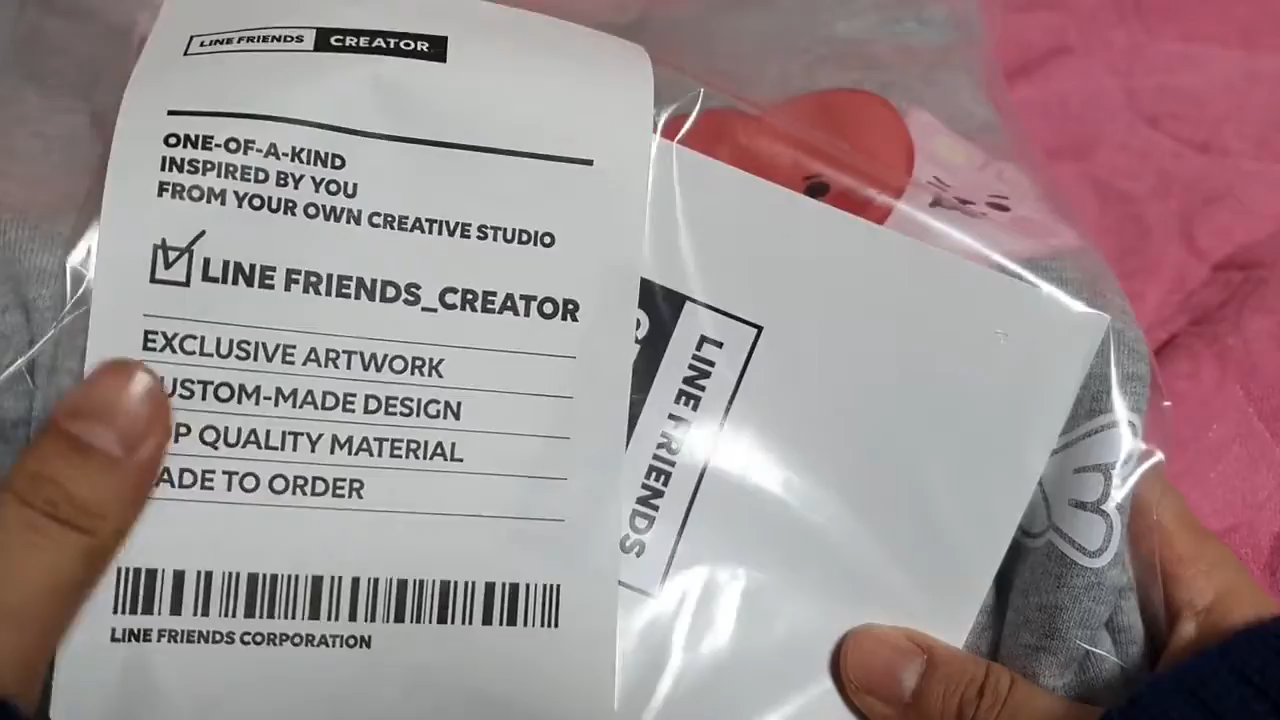 LINE FRIENDS CREATOR
ONE-OF-A-KIND
INSPIRED BY YOU
FROM YOUR OWN CREATIVE STUDIO
LINE FRIENDS_CREATOR
EXCLUSIVE ARTWORK
USTOM-MADE DESIGN
P QUALITY MATERIAL
ADE TO ORDER
LINE FRIENDS CORPORATION
LINE FRIENDS